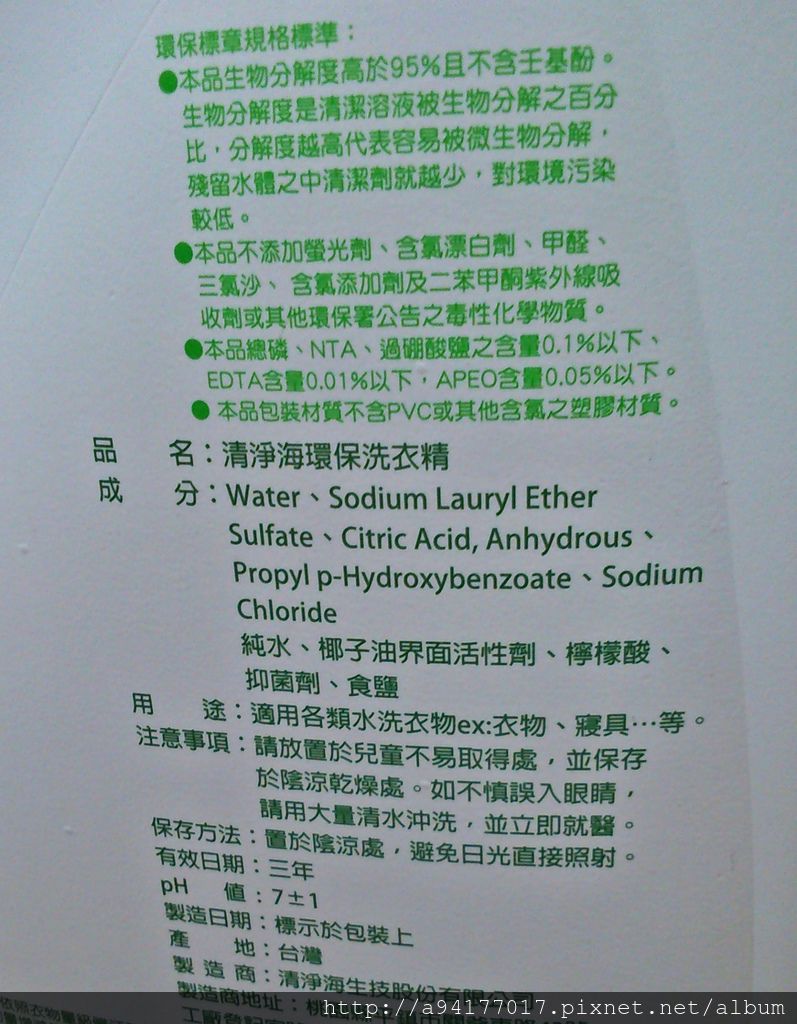 環保標章規格標準：
●本品生物分解度高於95%且不含壬基酚。
生物分解度是清潔溶液被生物分解之百分
比，分解度越高代表容易被微生物分解，
殘留水體之中清潔劑就越少，對環境污染
較低。
●本品不添加螢光劑、含氯漂白劑、甲醛、
三氯沙、含氯添加劑及二苯甲酮紫外線吸
收劑或其他環保署公告之毒性化學物質。
●本品總磷、NTA、過硼酸鹽之含量0.1%以下、
EDTA含量0.01%以下，APEO含量0.05%以下。
●本品包裝材質不含PVC或其他含氯之塑膠材質。
品 名：清淨海環保洗衣精
成 分：Water、Sodium Lauryl Ether
Sulfate、Citric Acid, Anhydrous、
Propyl p-Hydroxybenzoate、Sodium
Chloride
純水、椰子油界面活性劑、檸檬酸、
抑菌劑、食鹽
用 途：適用各類水洗衣物ex:衣物、寢具…等。
注意事項：請放置於兒童不易取得處，並保存
於陰涼乾燥處。如不慎誤入眼睛，
請用大量清水沖洗，並立即就醫。
保存方法：置於陰涼處，避免日光直接照射。
有效日期：三年
pH 值：7±1
製造日期：標示於包裝上
產 地：台灣
製 造 商：清淨海生技股份有限公司
製造商地址：桃園縣平鎮市
工廠登記
依照衣物量
http://a94177017.pixnet.net/album